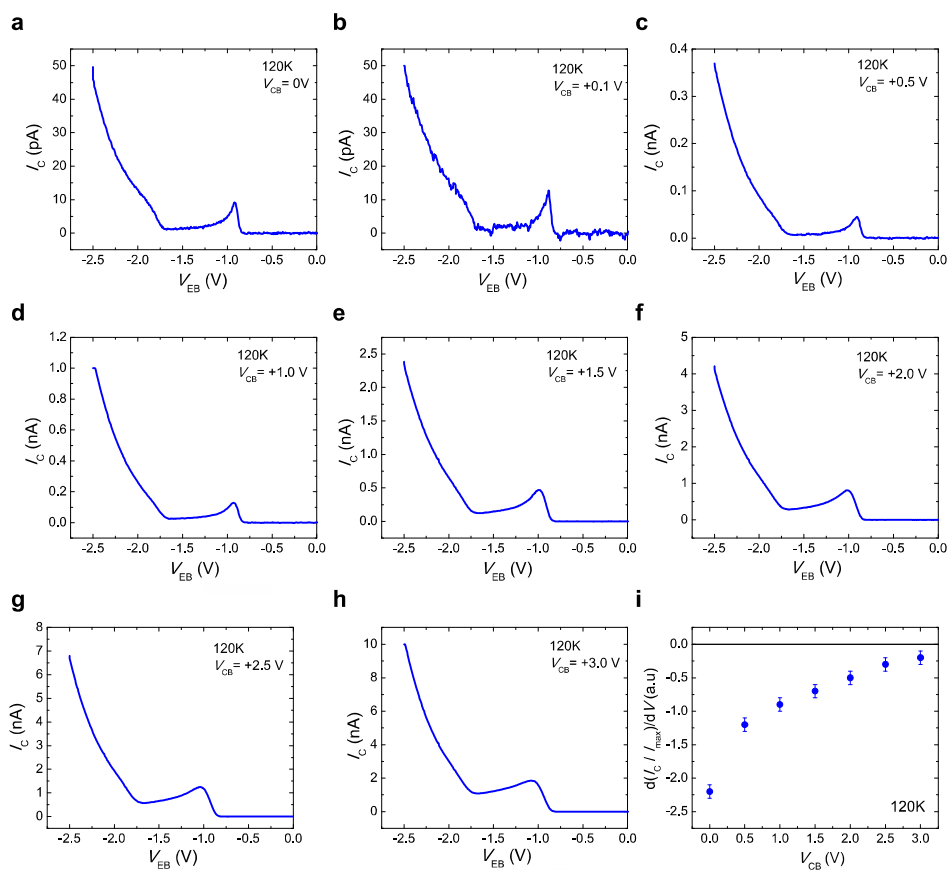 a
120K
V_CB = 0V
50
40
30
20
10
0
I_C (pA)
-2.5 -2.0 -1.5 -1.0 -0.5 0.0
V_EB (V)
b
120K
V_CB = +0.1 V
50
40
30
20
10
0
I_C (pA)
-2.5 -2.0 -1.5 -1.0 -0.5 0.0
V_EB (V)
c
120K
V_CB = +0.5 V
0.4
0.3
0.2
0.1
0.0
I_C (nA)
-2.5 -2.0 -1.5 -1.0 -0.5 0.0
V_EB (V)
d
120K
V_CB= +1.0 V
1.2
1.0
0.8
0.6
0.4
0.2
0.0
I_C (nA)
-2.5 -2.0 -1.5 -1.0 -0.5 0.0
V_EB (V)
e
120K
V_CB= +1.5 V
2.5
2.0
1.5
1.0
0.5
0.0
I_C (nA)
-2.5 -2.0 -1.5 -1.0 -0.5 0.0
V_EB (V)
f
120K
V_CB= +2.0 V
5
4
3
2
1
0
I_C (nA)
-2.5 -2.0 -1.5 -1.0 -0.5 0.0
V_EB (V)
g
120K
V_CB= +2.5 V
8
7
6
5
4
3
2
1
0
I_C (nA)
-2.5 -2.0 -1.5 -1.0 -0.5 0.0
V_EB (V)
h
120K
V_CB= +3.0 V
10
8
6
4
2
0
I_C (nA)
-2.5 -2.0 -1.5 -1.0 -0.5 0.0
V_EB (V)
i
0.0
-0.5
-1.0
-1.5
-2.0
-2.5
d(I_C / I_max)/dV (a.u)
120K
0.0 0.5 1.0 1.5 2.0 2.5 3.0
V_CB (V)